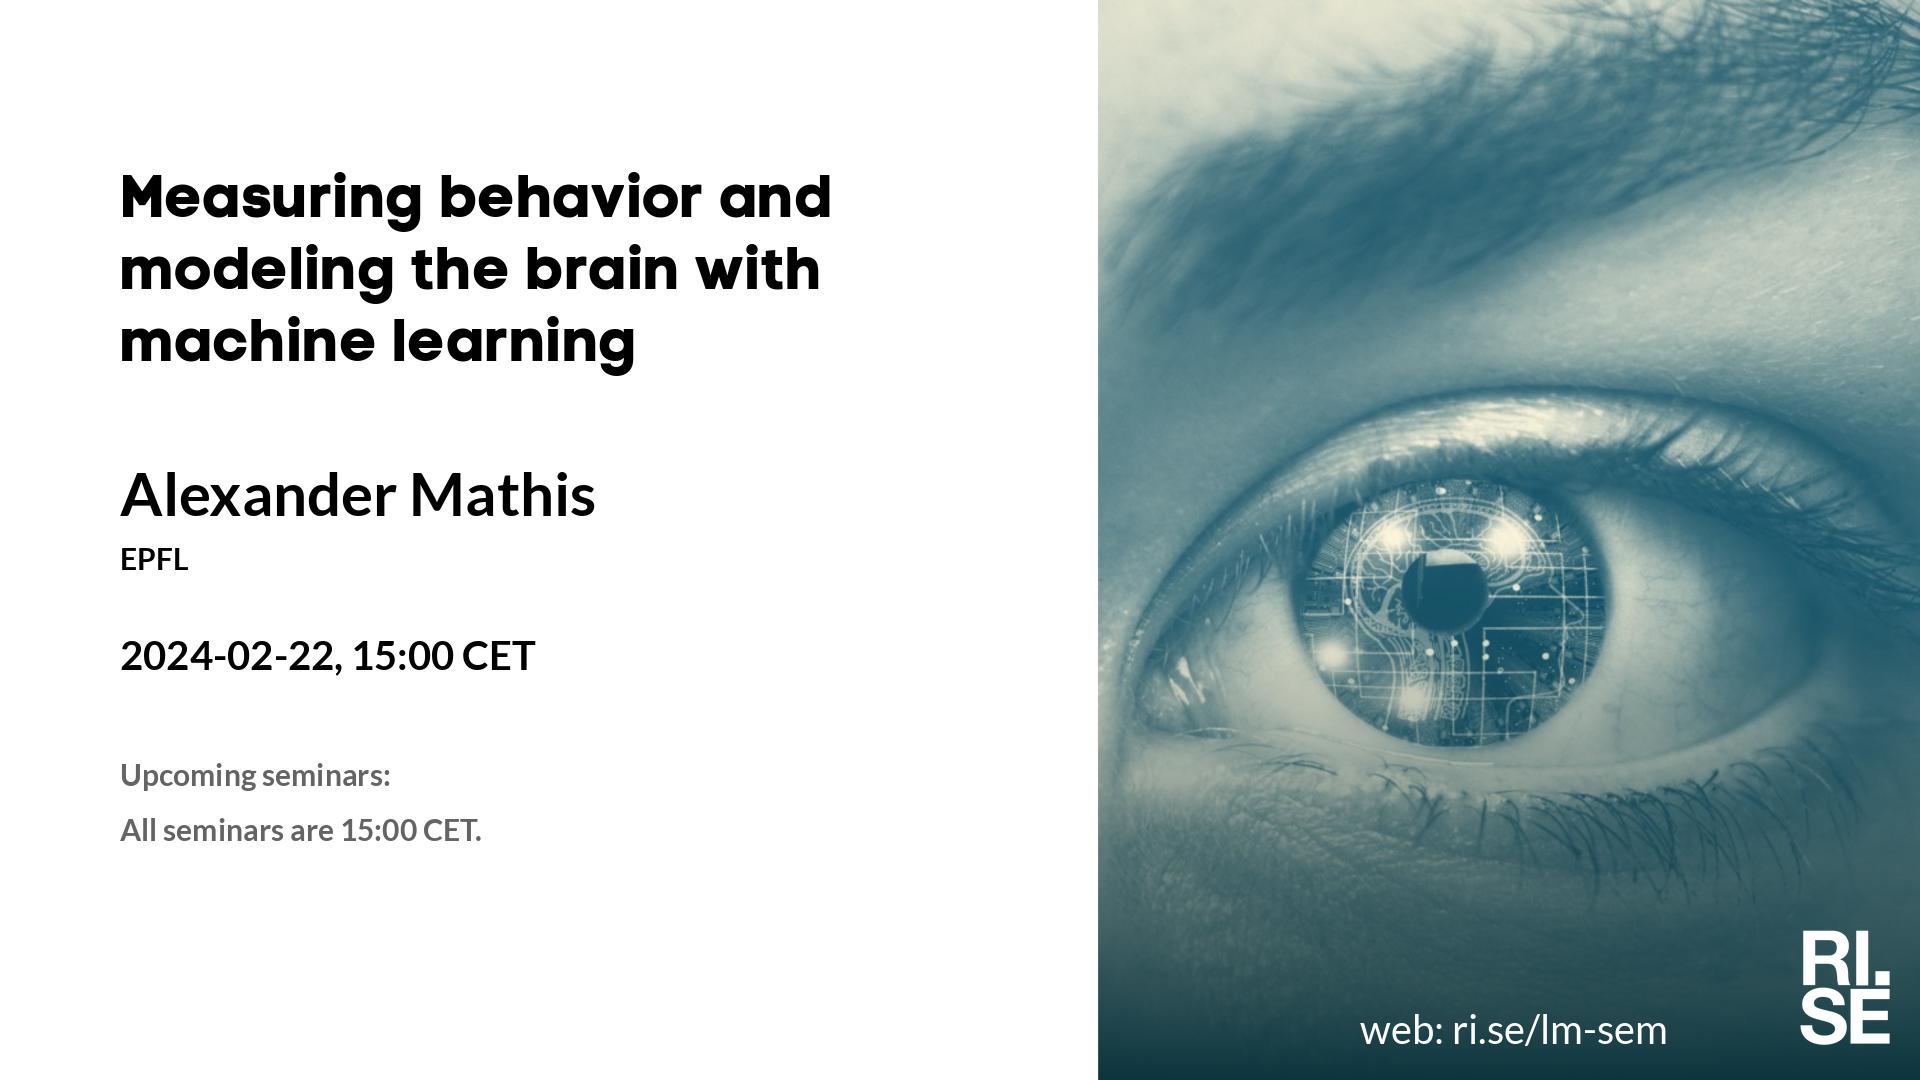 Measuring behavior and
modeling the brain with
machine learning
Alexander Mathis
EPFL
2024-02-22, 15:00 CET
Upcoming seminars:
All seminars are 15:00 CET.
web: ri.se/lm-sem
RI.
SE